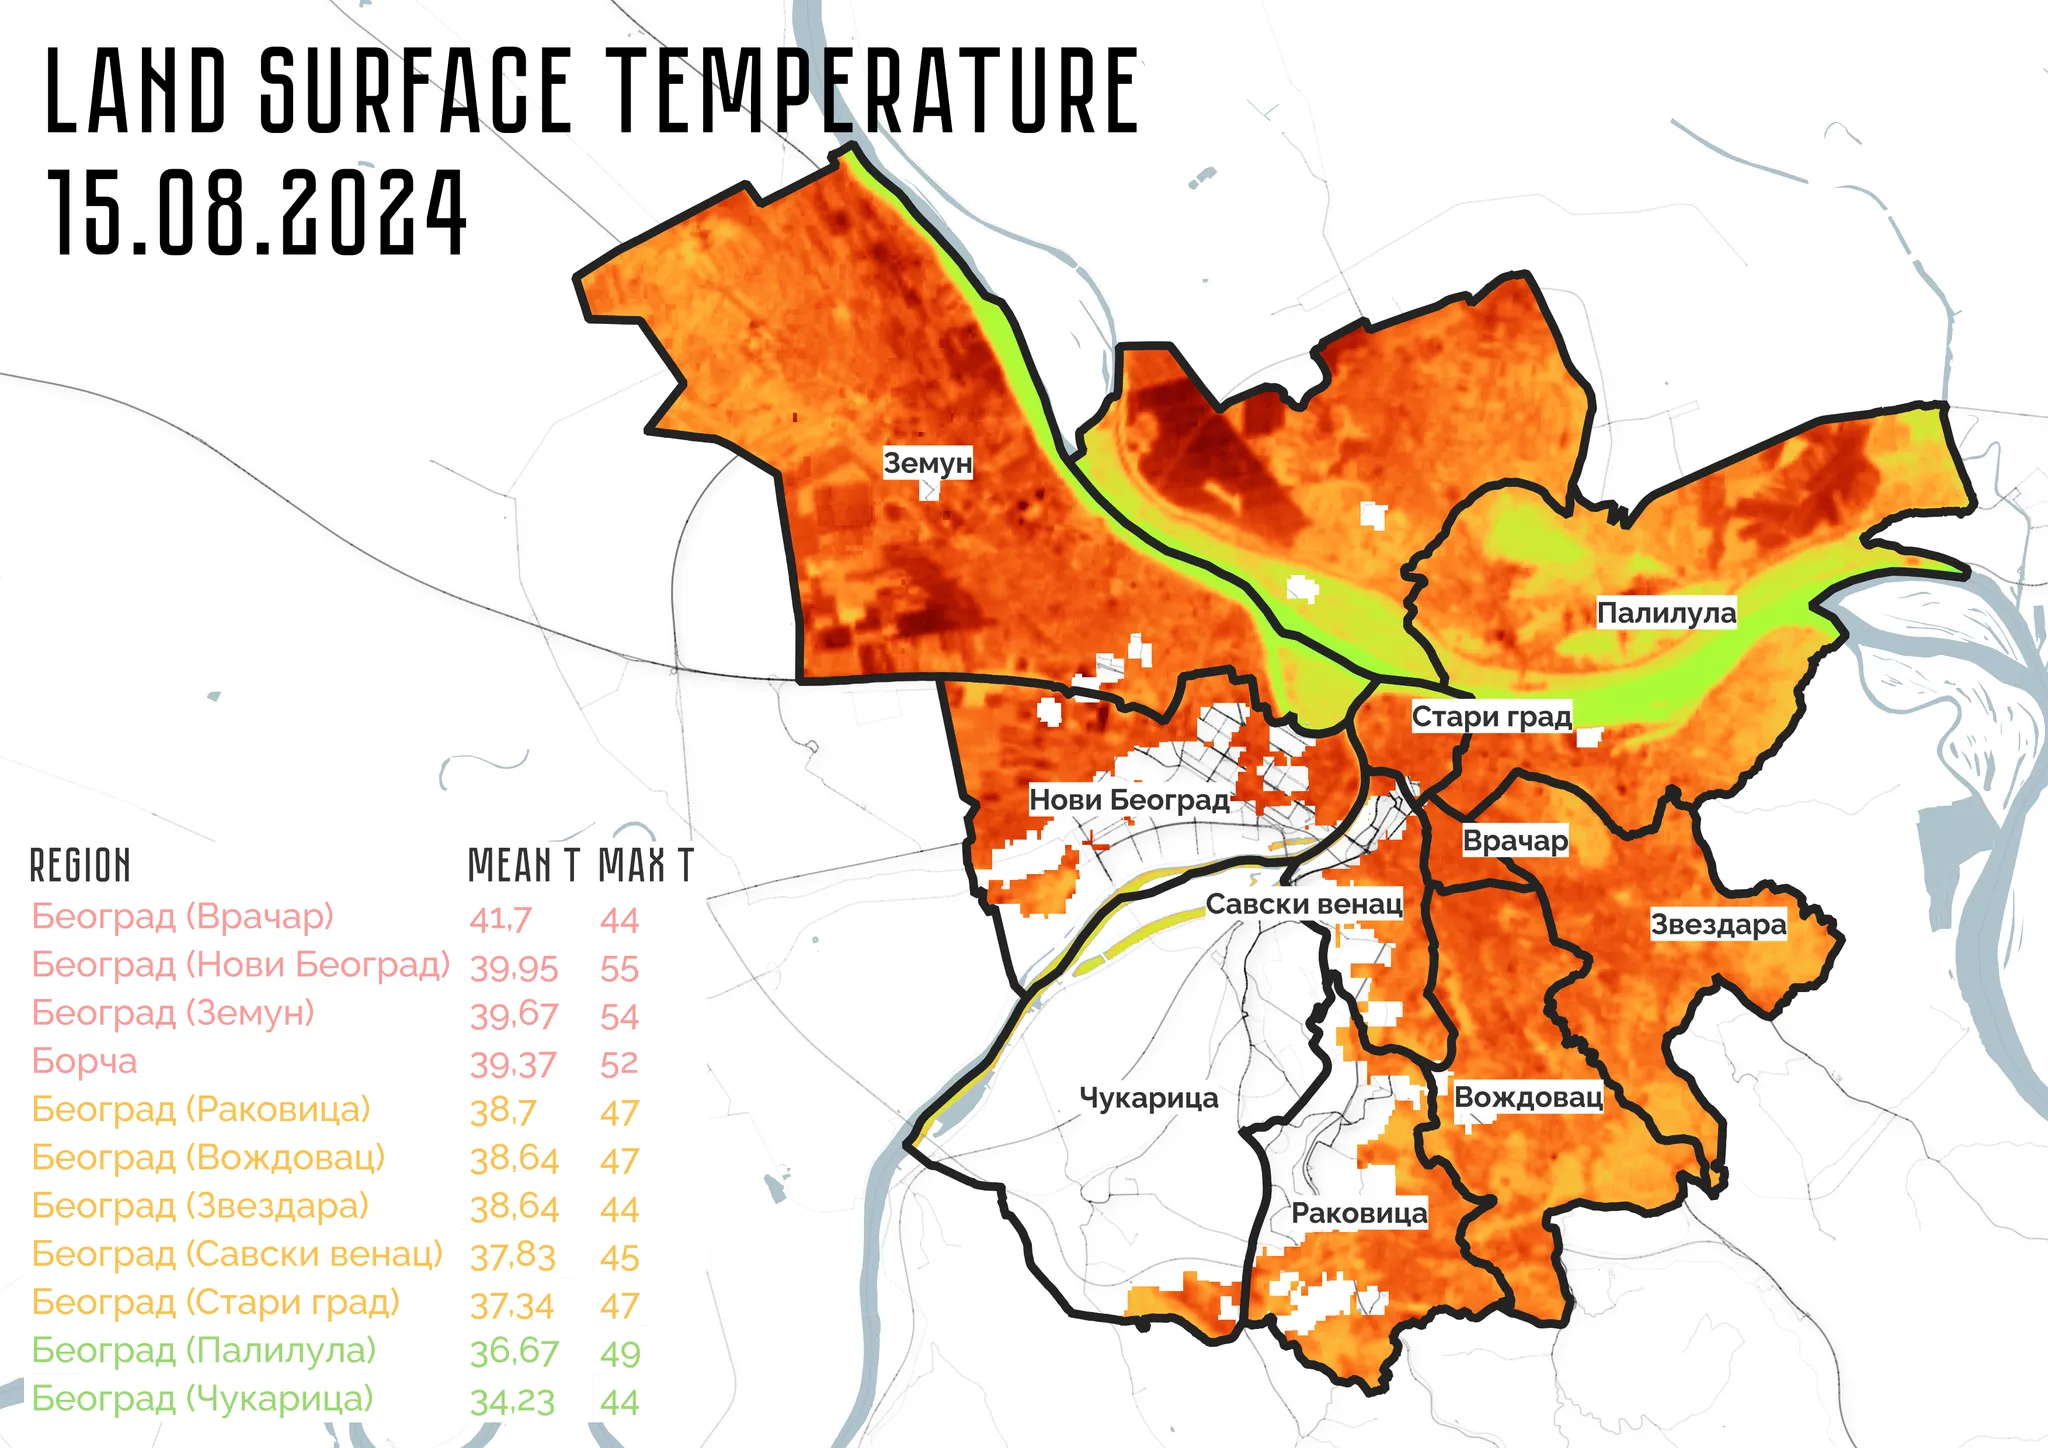 LAND SURFACE TEMPERATURE
15.08.2024
Земун
Палилула
Стари град
Нови Београд
Врачар
Савски венац
Звездара
Чукарица
Вождовац
Раковица
REGION MEAN T MAX T
Београд (Врачар) 41,7 44
Београд (Нови Београд) 39,95 55
Београд (Земун) 39,67 54
Борча 39,37 52
Београд (Раковица) 38,7 47
Београд (Вождовац) 38,64 47
Београд (Звездара) 38,64 44
Београд (Савски венац) 37,83 45
Београд (Стари град) 37,34 47
Београд (Палилула) 36,67 49
Београд (Чукарица) 34,23 44